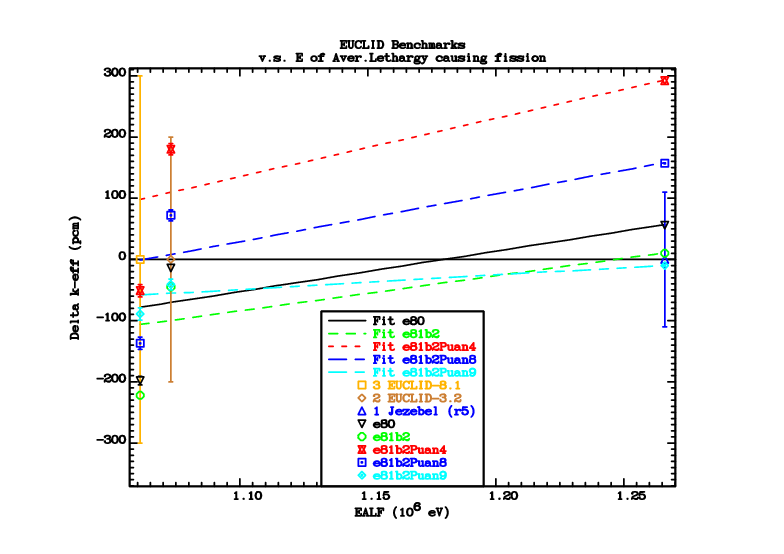 EUCLID Benchmarks
v.s. E of Aver.Lethargy causing fission
300
200
100
0
-100
-200
-300
Delta k-eff (pcm)
Fit e80
Fit e81b2
Fit e81b2Puan4
Fit e81b2Puan8
Fit e81b2Puan9
3 EUCLID-8.1
2 EUCLID-3.2
1 Jezebel (r5)
e80
e81b2
e81b2Puan4
e81b2Puan8
e81b2Puan9
1.10 1.15 1.20 1.25
EALF (10⁶ eV)